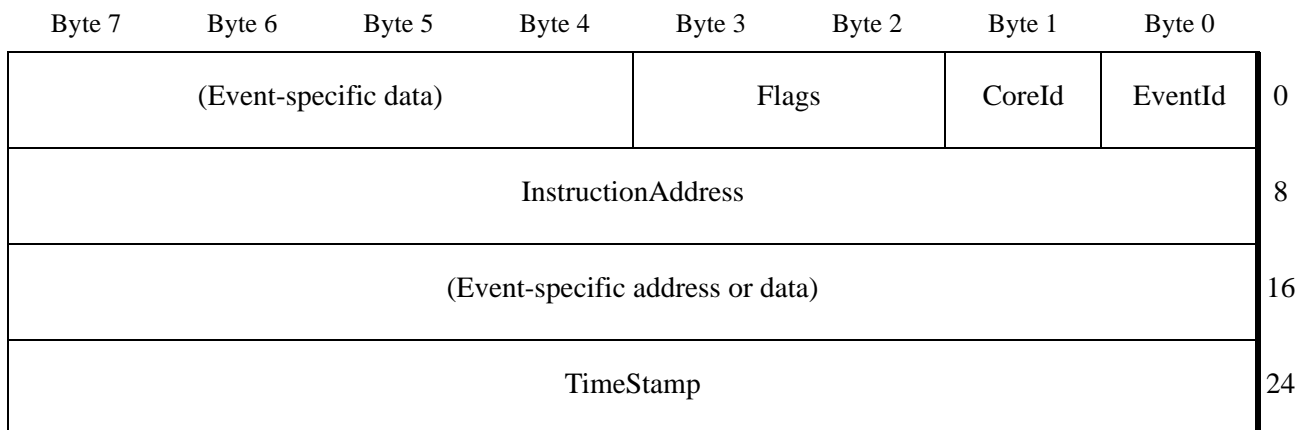 Byte 7 Byte 6 Byte 5 Byte 4 Byte 3 Byte 2 Byte 1 Byte 0
(Event-specific data) Flags CoreId EventId 0
InstructionAddress 8
(Event-specific address or data) 16
TimeStamp 24